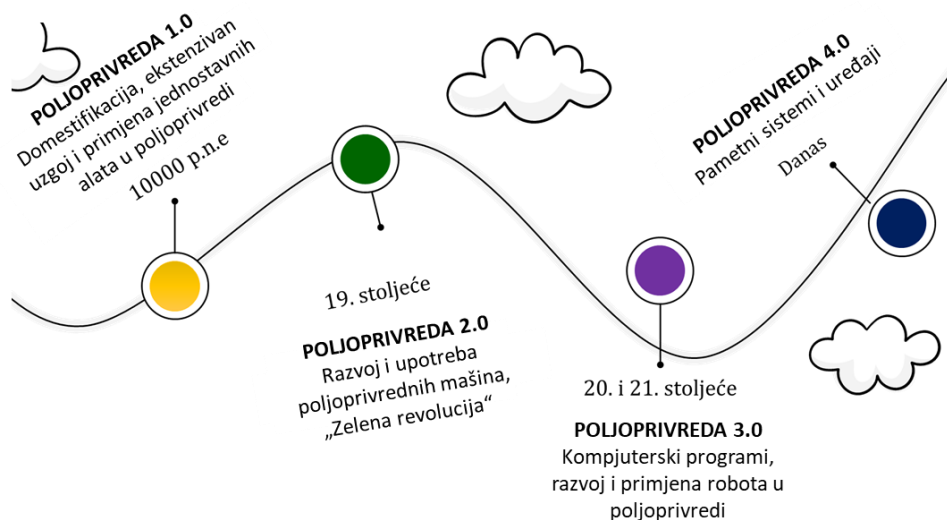 POLJOPRIVREDA 1.0
Domestifikacija, ekstenzivan
uzgoj i primjena jednostavnih
alata u poljoprivredi
10000 p.n.e
19. stoljeće
POLJOPRIVREDA 2.0
Razvoj i upotreba
poljoprivrednih mašina,
„Zelena revolucija“
20. i 21. stoljeće
POLJOPRIVREDA 3.0
Kompjuterski programi,
razvoj i primjena robota u
poljoprivredi
POLJOPRIVREDA 4.0
Pametni sistemi i uređaji
Danas